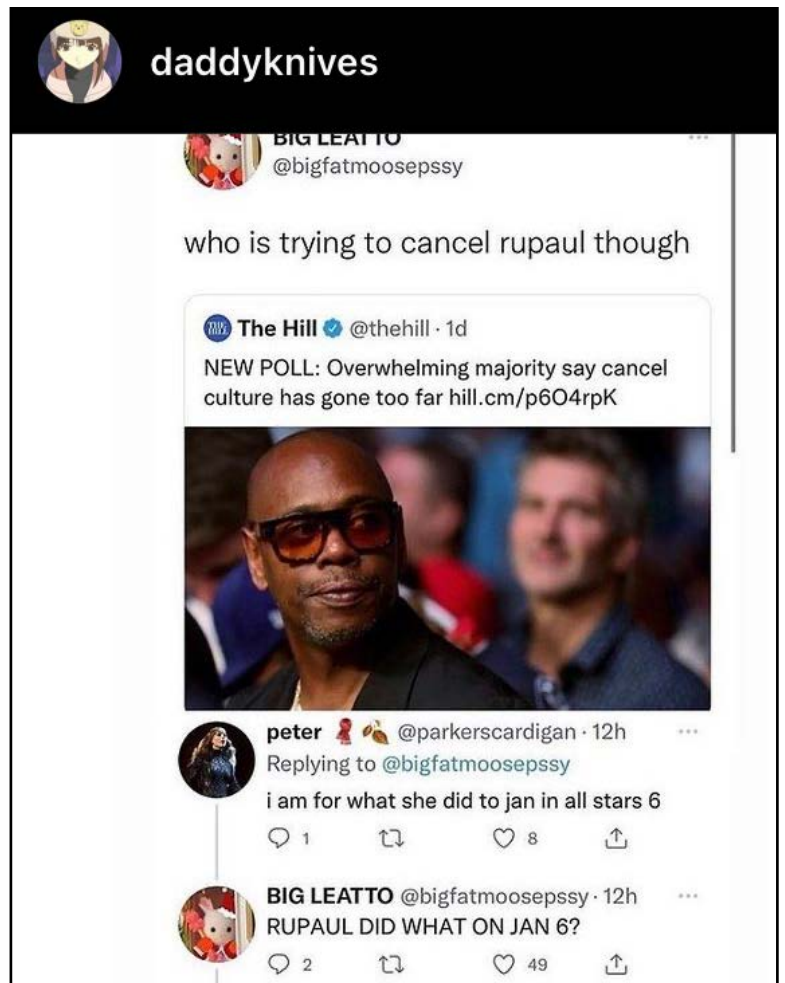 daddyknives
BIG LEATTO
@bigfatmoosepssy
who is trying to cancel rupaul though
THE HILL The Hill @thehill · 1d
NEW POLL: Overwhelming majority say cancel
culture has gone too far hill.cm/p6O4rpK
peter @parkerscardigan · 12h
Replying to @bigfatmoosepssy
i am for what she did to jan in all stars 6
1 8
BIG LEATTO @bigfatmoosepssy · 12h
RUPAUL DID WHAT ON JAN 6?
2 49